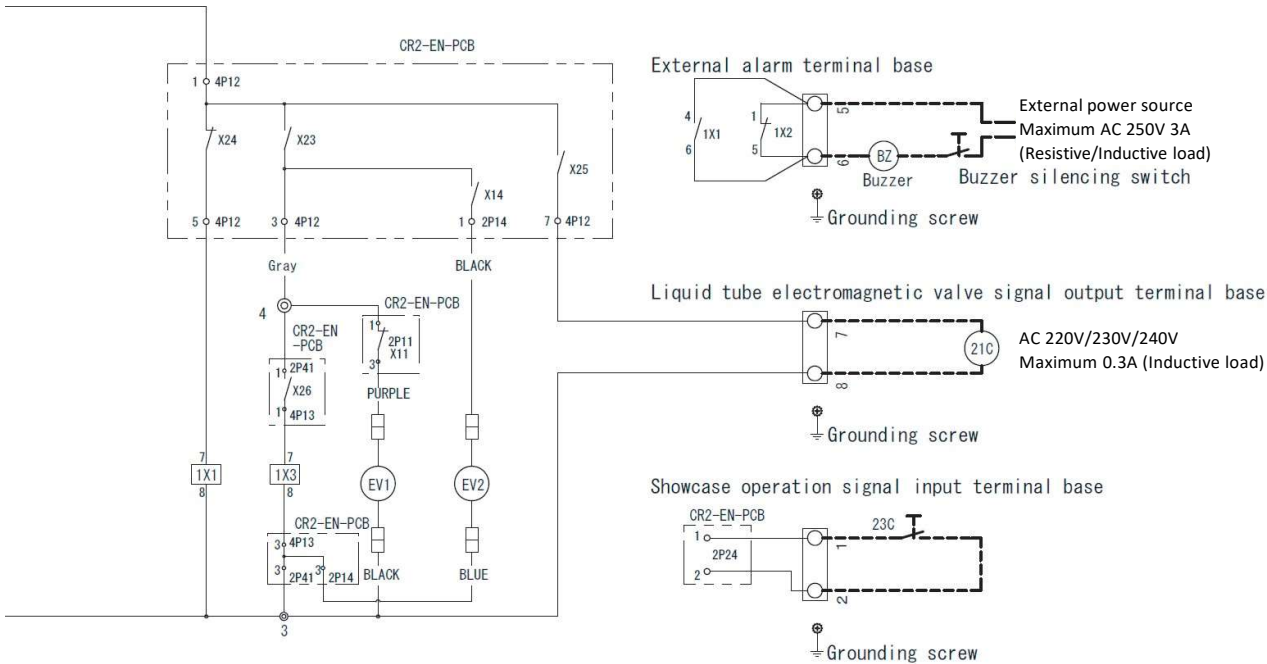 CR2-EN-PCB
1 4P12
X24
X23
X25
X14
5 4P12
3 4P12
1 2P14
7 4P12
Gray
BLACK
4
CR2-EN-PCB
1
2P11
X11
3
CR2-EN
-PCB
1 2P41
X26
1 4P13
PURPLE
7
1X1
8
7
1X3
8
EV1
EV2
CR2-EN-PCB
3 4P13
3 2P41
3 2P14
BLACK
BLUE
3
External alarm terminal base
4
1X1
6
1
1X2
5
5
6
BZ
Buzzer
Buzzer silencing switch
External power source
Maximum AC 250V 3A
(Resistive/Inductive load)
Grounding screw
Liquid tube electromagnetic valve signal output terminal base
7
8
21C
AC 220V/230V/240V
Maximum 0.3A (Inductive load)
Grounding screw
Showcase operation signal input terminal base
CR2-EN-PCB
1
2P24
2
1
2
23C
Grounding screw